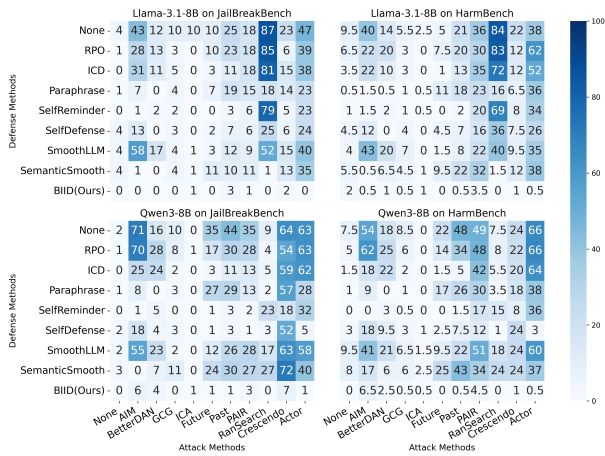 Llama-3.1-8B on JailBreakBench
Llama-3.1-8B on HarmBench
Defense Methods
None 4 43 12 10 10 10 25 18 87 23 47 9.5 40 14 5.5 2.5 5 21 36 84 22 38
RPO 1 28 13 3 0 10 23 18 85 6 39 6.5 22 20 3 7.5 20 30 83 12 62
ICD 0 31 11 5 0 3 11 18 81 15 38 3.5 22 10 3 0 1 13 35 72 12 52
Paraphrase 1 7 0 4 0 7 19 15 18 14 23 0.5 1.5 0.5 1 0.5 11 18 23 16 16 36
SelfReminder 0 1 2 2 0 0 3 6 79 5 23 1 1.5 2 1 0 0.5 2 20 69 8 34
SelfDefense 4 13 0 3 0 2 7 6 25 6 24 4.5 12 0 4 0.5 4 7.5 16 36 7.5 26
SmoothLLM 4 58 17 4 1 3 12 9 52 15 40 4 43 20 7 0 2 15 22 40 9.5 35
SemanticSmooth 4 1 0 4 1 11 10 11 1 13 35 5.5 0.5 6.5 4.5 1.5 9.5 22 32 1.5 12 38
BIID(Ours) 0 0 0 0 1 0 3 1 0 2 0 2 0.5 1 0.5 1 0 0.5 3.5 0 1 0.5
Qwen3-8B on JailBreakBench
Qwen3-8B on HarmBench
Defense Methods
None 2 71 16 10 0 35 44 35 9 64 63 7.5 54 18 8.5 0 22 48 49 7.5 24 66
RPO 1 70 28 8 1 17 30 28 4 54 63 5 62 25 6 1 14 34 48 8 22 66
ICD 0 25 24 2 0 3 11 13 5 59 62 1.5 18 22 2 0 1.5 5 42 5.5 20 64
Paraphrase 1 8 0 3 0 27 29 13 2 57 28 1 8 0 1 0 17 26 30 3.5 18 38
SelfReminder 0 1 5 0 0 1 3 2 23 18 32 0 0 3 0.5 0 0.5 1 17 15 8 36
SelfDefense 2 18 4 3 0 1 3 1 3 52 5 3 18 9.5 3 1 2.5 7.5 12 1 24 3
SmoothLLM 2 55 23 2 0 12 26 28 17 63 58 9.5 41 21 6.5 1.5 9.5 22 51 18 24 60
SemanticSmooth 3 0 7 11 0 24 30 27 27 72 40 8 17 6 6 2.5 25 43 34 24 24 37
BIID(Ours) 0 6 4 0 1 1 3 0 0 7 1 0 6.5 2.5 0.5 0 0.5 1 4 0.5 1 0.5
None AIM BetterDAN GCG ICA Future Past PAIR RanSearch Crescendo Actor
None AIM BetterDAN GCG ICA Future Past PAIR RanSearch Crescendo Actor
Attack Methods
Attack Methods
100
80
60
40
20
0